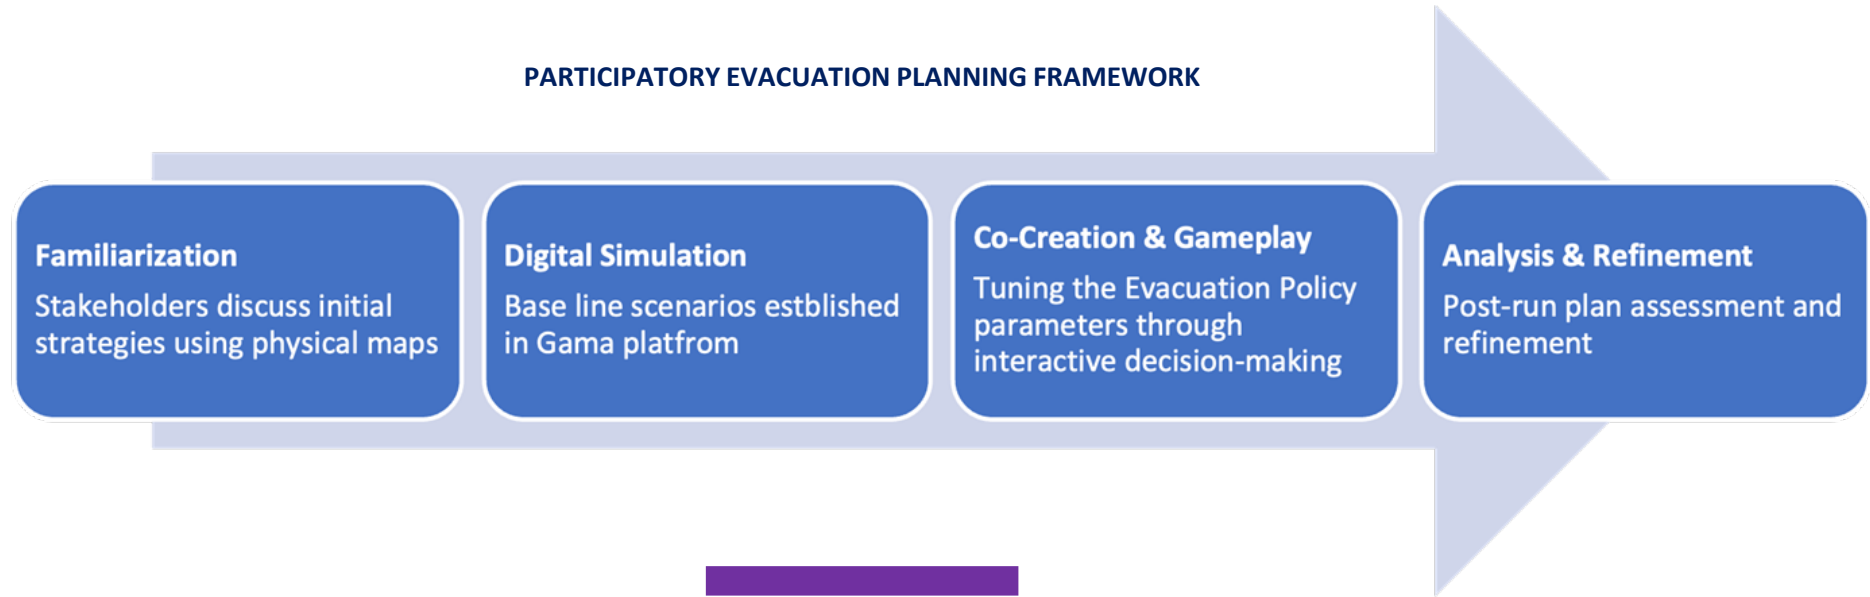 PARTICIPATORY EVACUATION PLANNING FRAMEWORK
Familiarization
Stakeholders discuss initial
strategies using physical maps
Digital Simulation
Base line scenarios estblished
in Gama platfrom
Co-Creation & Gameplay
Tuning the Evacuation Policy
parameters through
interactive decision-making
Analysis & Refinement
Post-run plan assessment and
refinement